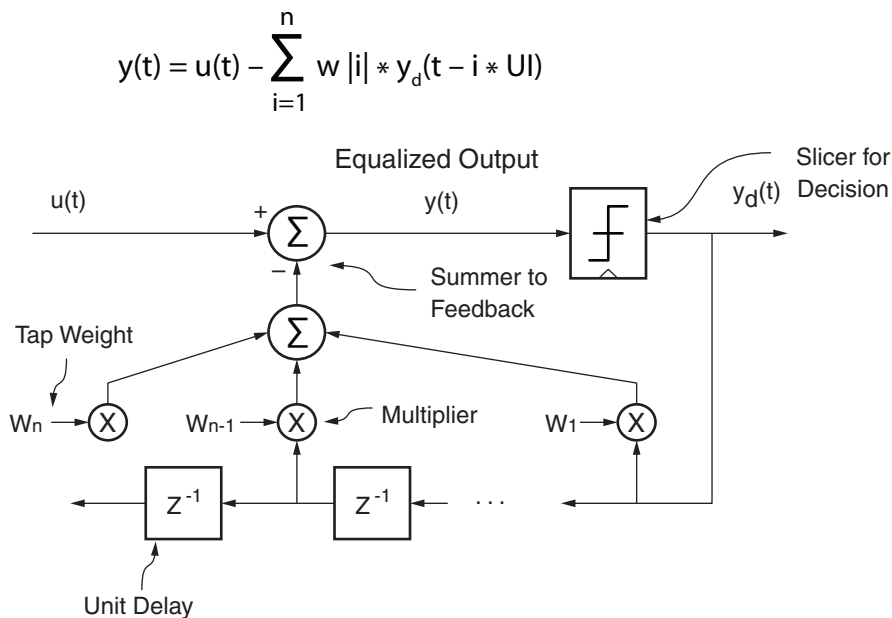 n
y(t) = u(t) – ∑ w |i| * y_d(t – i * UI)
i=1
Equalized Output
Slicer for
Decision
u(t)
y(t)
y_d(t)
+
Σ
–
Summer to
Feedback
Σ
Tap Weight
Wn
X
Wn-1
X
Multiplier
W1
X
Z⁻¹
Z⁻¹
. . .
Unit Delay